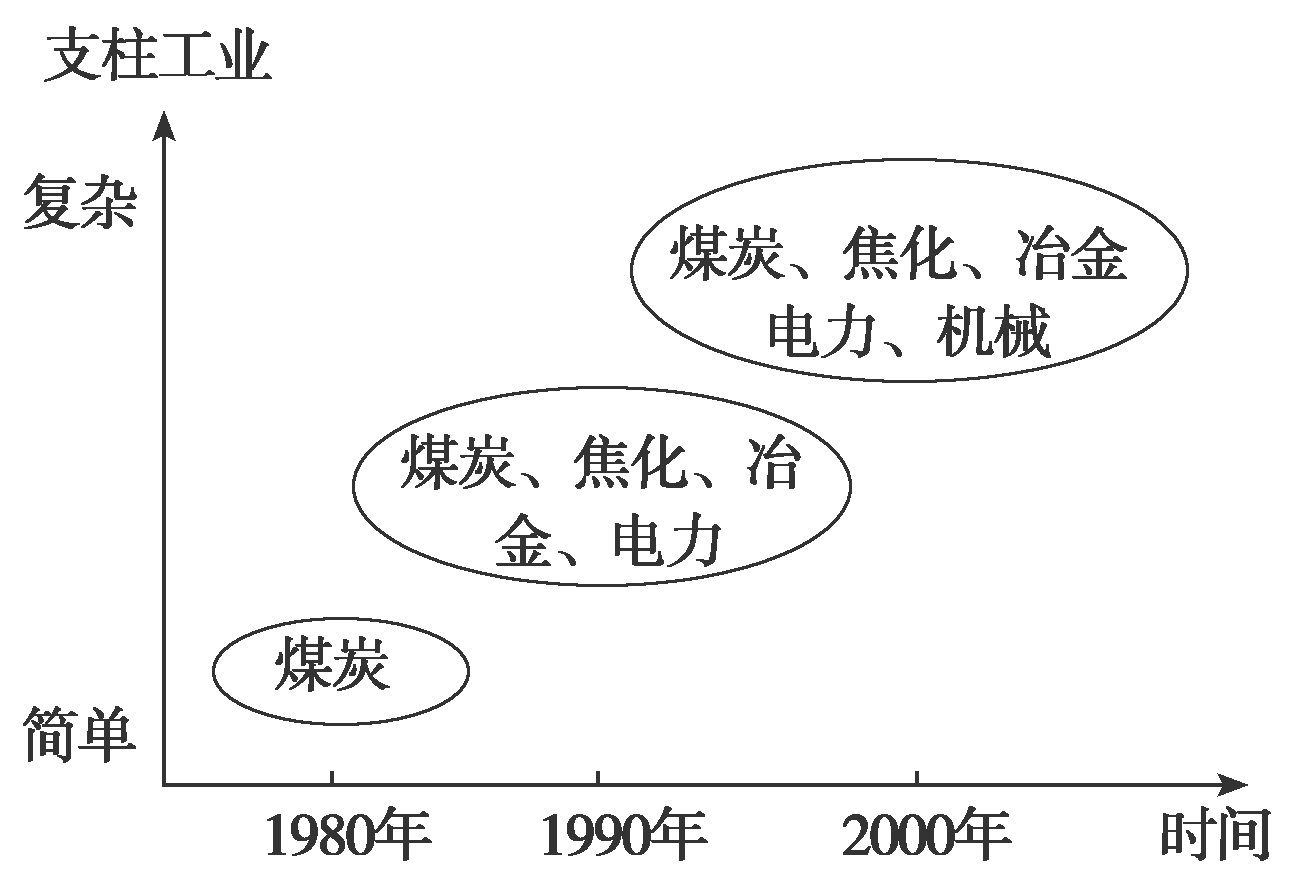 支柱工业
复杂
煤炭、焦化、冶金
电力、机械
煤炭、焦化、冶
金、电力
煤炭
简单
1980年
1990年
2000年
时间